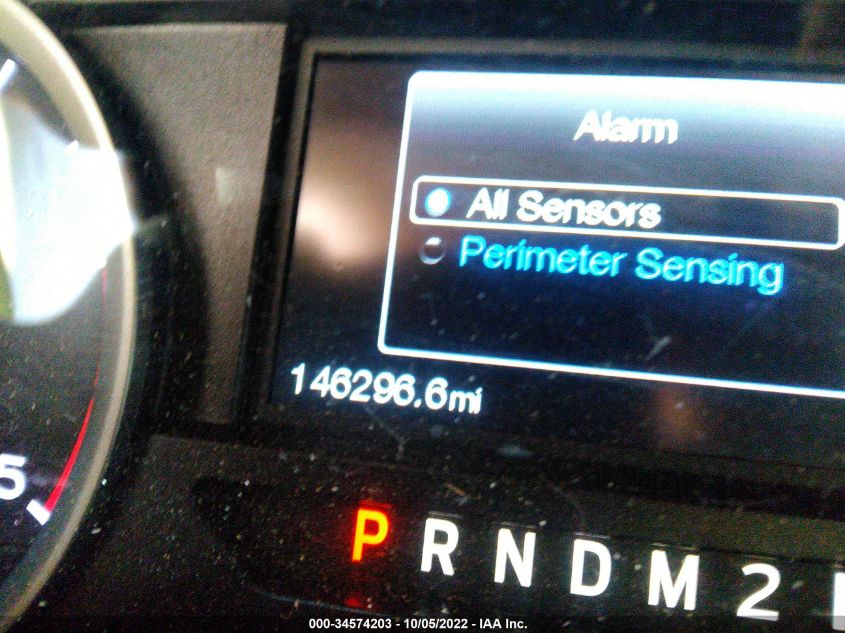 Alarm
All Sensors
Perimeter Sensing
146296.6mi
5
P R N D M 2
000-34574203 - 10/05/2022 - IAA Inc.